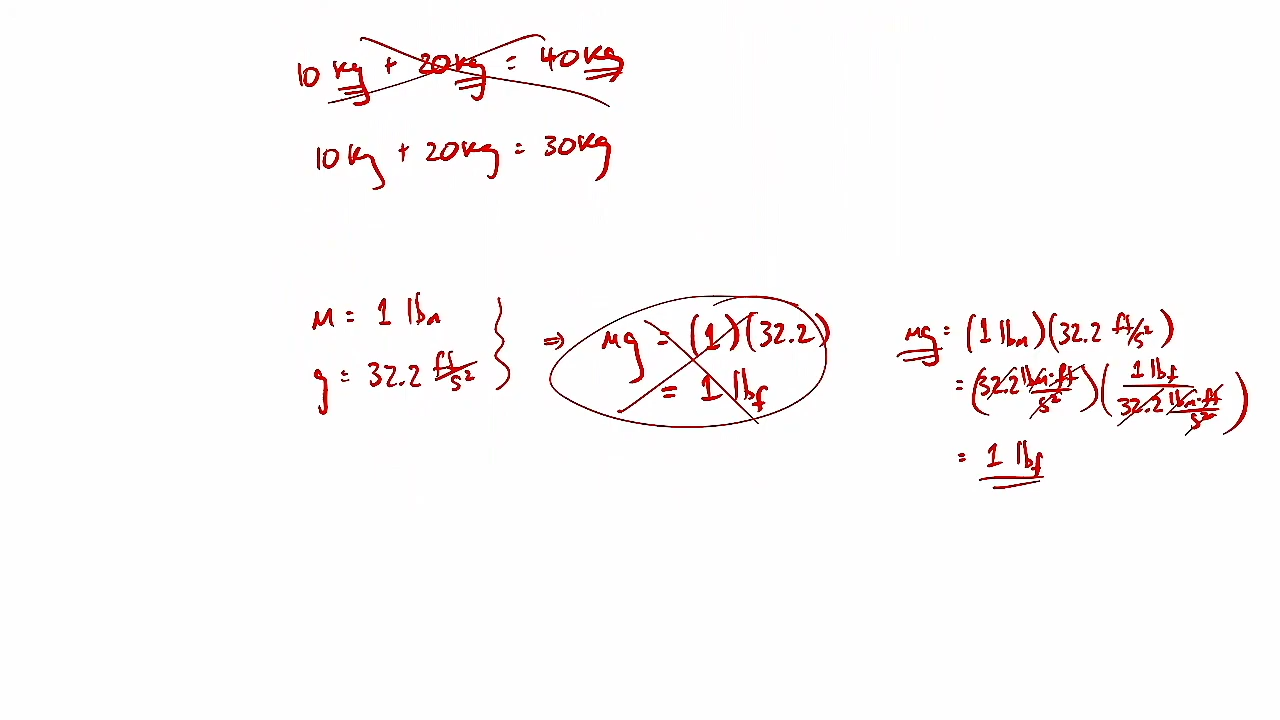 10 kg + 20 kg = 40 kg
10 kg + 20 kg = 30 kg
m = 1 lbm
g = 32.2 ft/s²
⇒ mg = (1)(32.2)
= 1 lbf
mg = (1 lbm)(32.2 ft/s²)
= (32.2 lbm·ft/s²)(1 lbf/32.2 lbm·ft/s²)
= 1 lbf